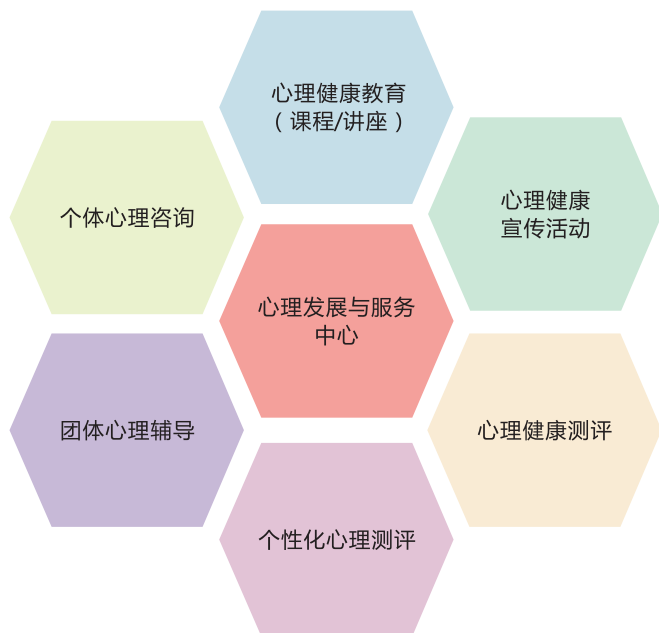 心理健康教育
（课程/讲座）
个体心理咨询
心理健康
宣传活动
心理发展与服务
中心
团体心理辅导
心理健康测评
个性化心理测评